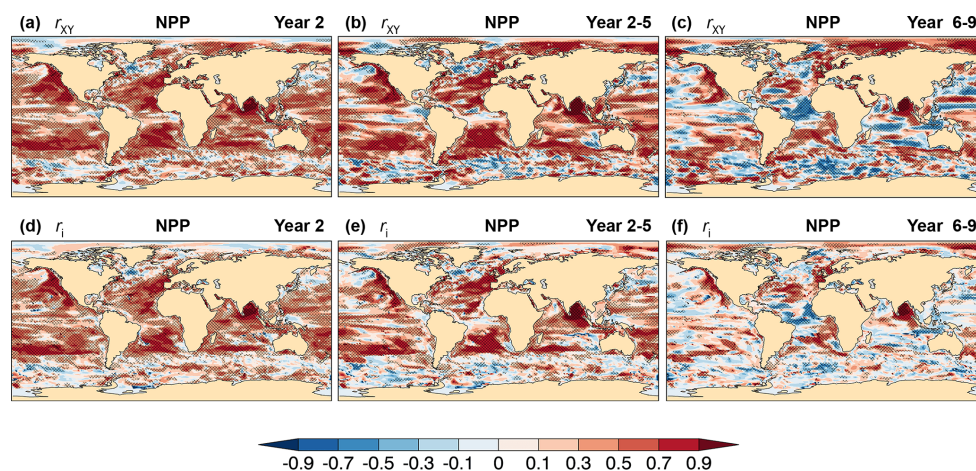 (a) rXY NPP Year 2
(b) rXY NPP Year 2-5
(c) rXY NPP Year 6-9
(d) ri NPP Year 2
(e) ri NPP Year 2-5
(f) ri NPP Year 6-9
-0.9 -0.7 -0.5 -0.3 -0.1 0 0.1 0.3 0.5 0.7 0.9